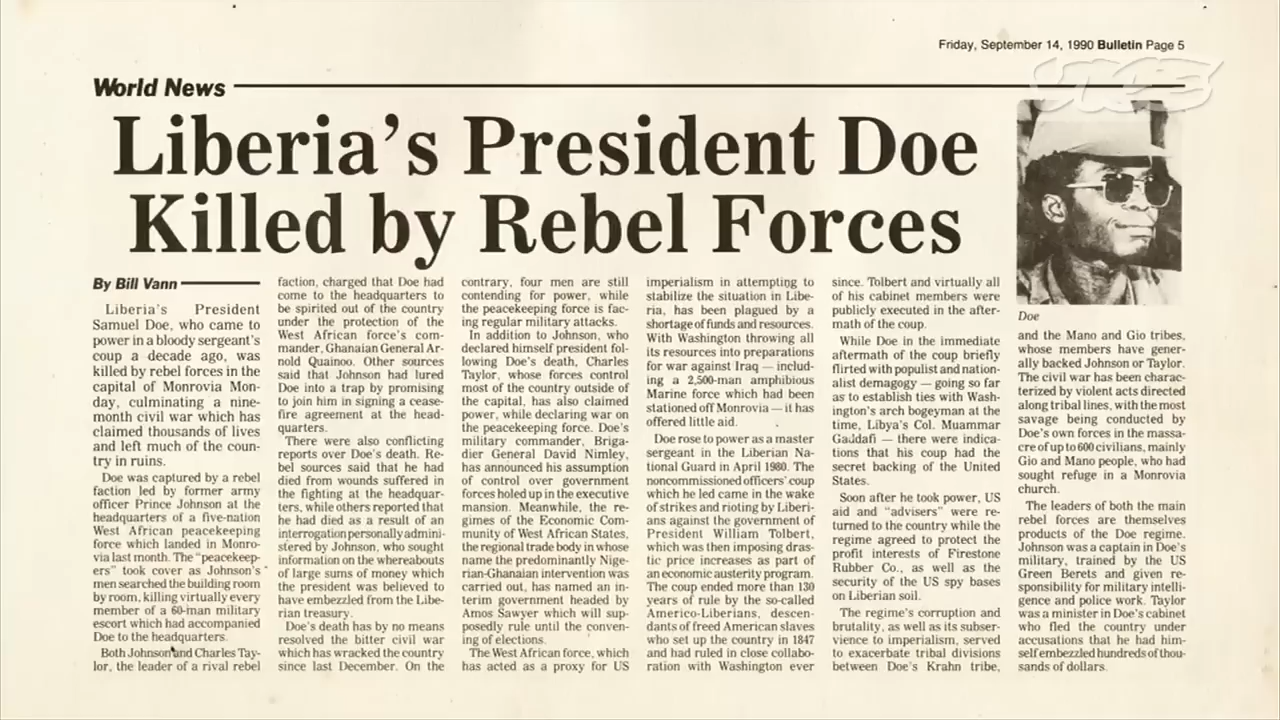 Friday, September 14, 1990 Bulletin Page 5
VICE
World News
Liberia's President Doe
Killed by Rebel Forces
By Bill Vann
Liberia's President
Samuel Doe, who came to
power in a bloody sergeant's
coup a decade ago, was
killed by rebel forces in the
capital of Monrovia Mon-
day, culminating a nine-
month civil war which has
claimed thousands of lives
and left much of the coun-
try in ruins.
Doe was captured by a rebel
faction led by former army
officer Prince Johnson at the
headquarters of a five-nation
West African peacekeeping
force which landed in Monro-
via last month. The "peacekeep-
ers" took cover as Johnson's
men searched the building room
by room, killing virtually every
member of a 60-man military
escort which had accompanied
Doe to the headquarters.
Both Johnson and Charles Tay-
lor, the leader of a rival rebel
faction, charged that Doe had
come to the headquarters to
be spirited out of the country
under the protection of the
West African force's com-
mander, Ghanaian General Ar-
nold Quainoo. Other sources
said that Johnson had lured
Doe into a trap by promising
to join him in signing a cease-
fire agreement at the head-
quarters.
There were also conflicting
reports over Doe's death. Re-
bel sources said that he had
died from wounds suffered in
the fighting at the headquar-
ters, while others reported that
he had died as a result of an
interrogation personally admini-
stered by Johnson, who sought
information on the whereabouts
of large sums of money which
the president was believed to
have embezzled from the Libe-
rian treasury.
Doe's death has by no means
resolved the bitter civil war
which has wracked the country
since last December. On the
contrary, four men are still
contending for power, while
the peacekeeping force is fac-
ing regular military attacks.
In addition to Johnson, who
declared himself president fol-
lowing Doe's death, Charles
Taylor, whose forces control
most of the country outside of
the capital, has also claimed
power, while declaring war on
the peacekeeping force. Doe's
military commander, Briga-
dier General David Nimley,
has announced his assumption
of control over government
forces holed up in the executive
mansion. Meanwhile, the re-
gimes of the Economic Com-
munity of West African States,
the regional trade body in whose
name the predominantly Nige-
rian-Ghanaian intervention was
carried out, has named an in-
terim government headed by
Amos Sawyer which will sup-
posedly rule until the conven-
ing of elections.
The West African force, which
has acted as a proxy for US
imperialism in attempting to
stabilize the situation in Libe-
ria, has been plagued by a
shortage of funds and resources.
With Washington throwing all
its resources into preparations
for war against Iraq — includ-
ing a 2,500-man amphibious
Marine force which had been
stationed off Monrovia — it has
offered little aid.
Doe rose to power as a master
sergeant in the Liberian Na-
tional Guard in April 1980. The
noncommissioned officers' coup
which he led came in the wake
of strikes and rioting by Liberi-
ans against the government of
President William Tolbert,
which was then imposing dras-
tic price increases as part of
an economic austerity program.
The coup ended more than 130
years of rule by the so-called
Americo-Liberians, descen-
dants of freed American slaves
who set up the country in 1847
and had ruled in close collabo-
ration with Washington ever
since. Tolbert and virtually all
of his cabinet members were
publicly executed in the after-
math of the coup.
While Doe in the immediate
aftermath of the coup briefly
flirted with populist and nation-
alist demagogy — going so far
as to establish ties with Wash-
ington's arch bogeyman at the
time, Libya's Col. Muammar
Gaddafi — there were indica-
tions that his coup had the
secret backing of the United
States.
Soon after he took power, US
aid and "advisers" were re-
turned to the country while the
regime agreed to protect the
profit interests of Firestone
Rubber Co., as well as the
security of the US spy bases
on Liberian soil.
The regime's corruption and
brutality, as well as its subser-
vience to imperialism, served
to exacerbate tribal divisions
between Doe's Krahn tribe,
Doe
and the Mano and Gio tribes,
whose members have gener-
ally backed Johnson or Taylor.
The civil war has been charac-
terized by violent acts directed
along tribal lines, with the most
savage being conducted by
Doe's own forces in the massa-
cre of up to 600 civilians, mainly
Gio and Mano people, who had
sought refuge in a Monrovia
church.
The leaders of both the main
rebel forces are themselves
products of the Doe regime.
Johnson was a captain in Doe's
military, trained by the US
Green Berets and given re-
sponsibility for military intelli-
gence and police work. Taylor
was a minister in Doe's cabinet
who fled the country under
accusations that he had him-
self embezzled hundreds of thou-
sands of dollars.